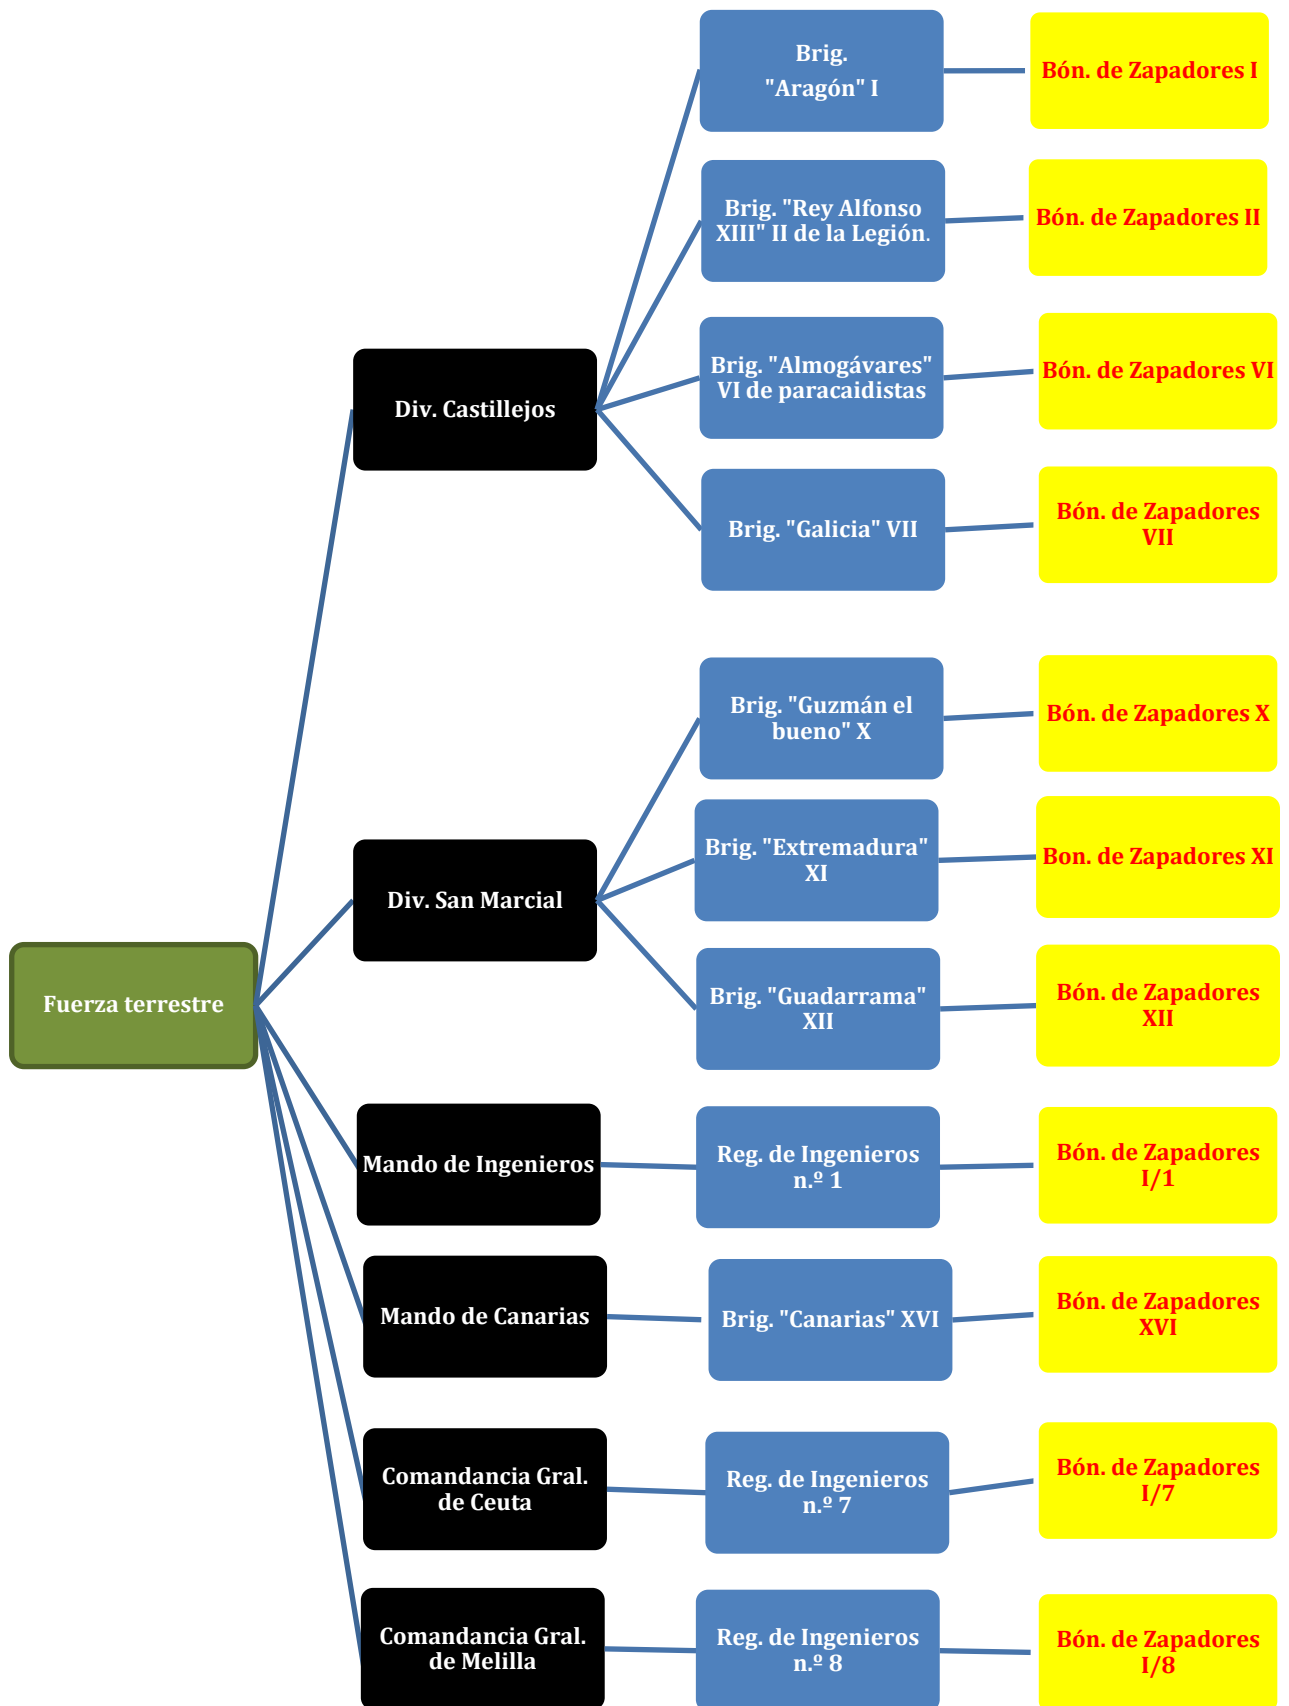 Brig.
"Aragón" I
Bón. de Zapadores I
Brig. "Rey Alfonso
XIII" II de la Legión.
Bón. de Zapadores II
Div. Castillejos
Brig. "Almogávares"
VI de paracaidistas
Bón. de Zapadores VI
Brig. "Galicia" VII
Bón. de Zapadores
VII
Div. San Marcial
Brig. "Guzmán el
bueno" X
Bón. de Zapadores X
Brig. "Extremadura"
XI
Bon. de Zapadores XI
Fuerza terrestre
Brig. "Guadarrama"
XII
Bón. de Zapadores
XII
Mando de Ingenieros
Reg. de Ingenieros
n.º 1
Bón. de Zapadores
I/1
Mando de Canarias
Brig. "Canarias" XVI
Bón. de Zapadores
XVI
Comandancia Gral.
de Ceuta
Reg. de Ingenieros
n.º 7
Bón. de Zapadores
I/7
Comandancia Gral.
de Melilla
Reg. de Ingenieros
n.º 8
Bón. de Zapadores
I/8